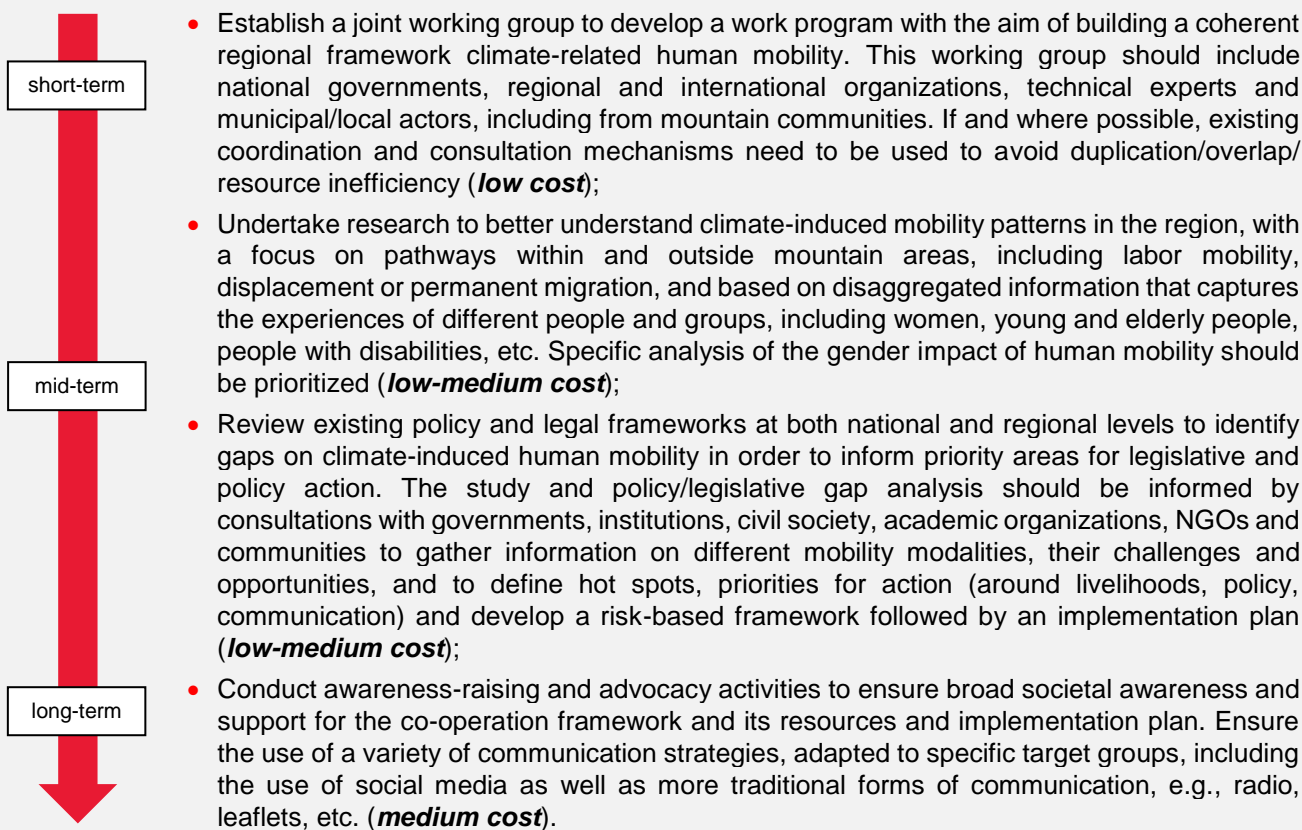 short-term
• Establish a joint working group to develop a work program with the aim of building a coherent
regional framework climate-related human mobility. This working group should include
national governments, regional and international organizations, technical experts and
municipal/local actors, including from mountain communities. If and where possible, existing
coordination and consultation mechanisms need to be used to avoid duplication/overlap/
resource inefficiency (low cost);
• Undertake research to better understand climate-induced mobility patterns in the region, with
a focus on pathways within and outside mountain areas, including labor mobility,
displacement or permanent migration, and based on disaggregated information that captures
the experiences of different people and groups, including women, young and elderly people,
people with disabilities, etc. Specific analysis of the gender impact of human mobility should
be prioritized (low-medium cost);
mid-term
• Review existing policy and legal frameworks at both national and regional levels to identify
gaps on climate-induced human mobility in order to inform priority areas for legislative and
policy action. The study and policy/legislative gap analysis should be informed by
consultations with governments, institutions, civil society, academic organizations, NGOs and
communities to gather information on different mobility modalities, their challenges and
opportunities, and to define hot spots, priorities for action (around livelihoods, policy,
communication) and develop a risk-based framework followed by an implementation plan
(low-medium cost);
long-term
• Conduct awareness-raising and advocacy activities to ensure broad societal awareness and
support for the co-operation framework and its resources and implementation plan. Ensure
the use of a variety of communication strategies, adapted to specific target groups, including
the use of social media as well as more traditional forms of communication, e.g., radio,
leaflets, etc. (medium cost).